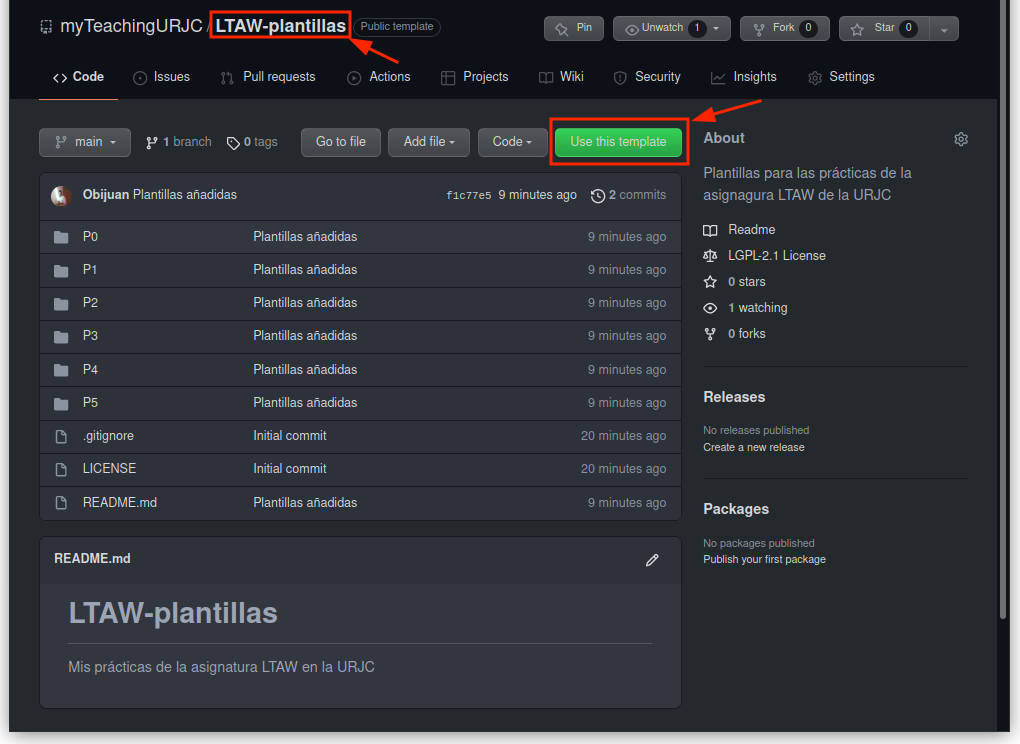 myTeachingURJC / LTAW-plantillas Public template Pin Unwatch 1 Fork 0 Star 0
Code Issues Pull requests Actions Projects Wiki Security Insights Settings
main 1 branch 0 tags Go to file Add file Code Use this template
Obijuan Plantillas añadidas f1c77e5 9 minutes ago 2 commits
P0 Plantillas añadidas 9 minutes ago
P1 Plantillas añadidas 9 minutes ago
P2 Plantillas añadidas 9 minutes ago
P3 Plantillas añadidas 9 minutes ago
P4 Plantillas añadidas 9 minutes ago
P5 Plantillas añadidas 9 minutes ago
.gitignore Initial commit 20 minutes ago
LICENSE Initial commit 20 minutes ago
README.md Plantillas añadidas 9 minutes ago
README.md
LTAW-plantillas
Mis prácticas de la asignatura LTAW en la URJC
About
Plantillas para las prácticas de la
asignagura LTAW de la URJC
Readme
LGPL-2.1 License
0 stars
1 watching
0 forks
Releases
No releases published
Create a new release
Packages
No packages published
Publish your first package